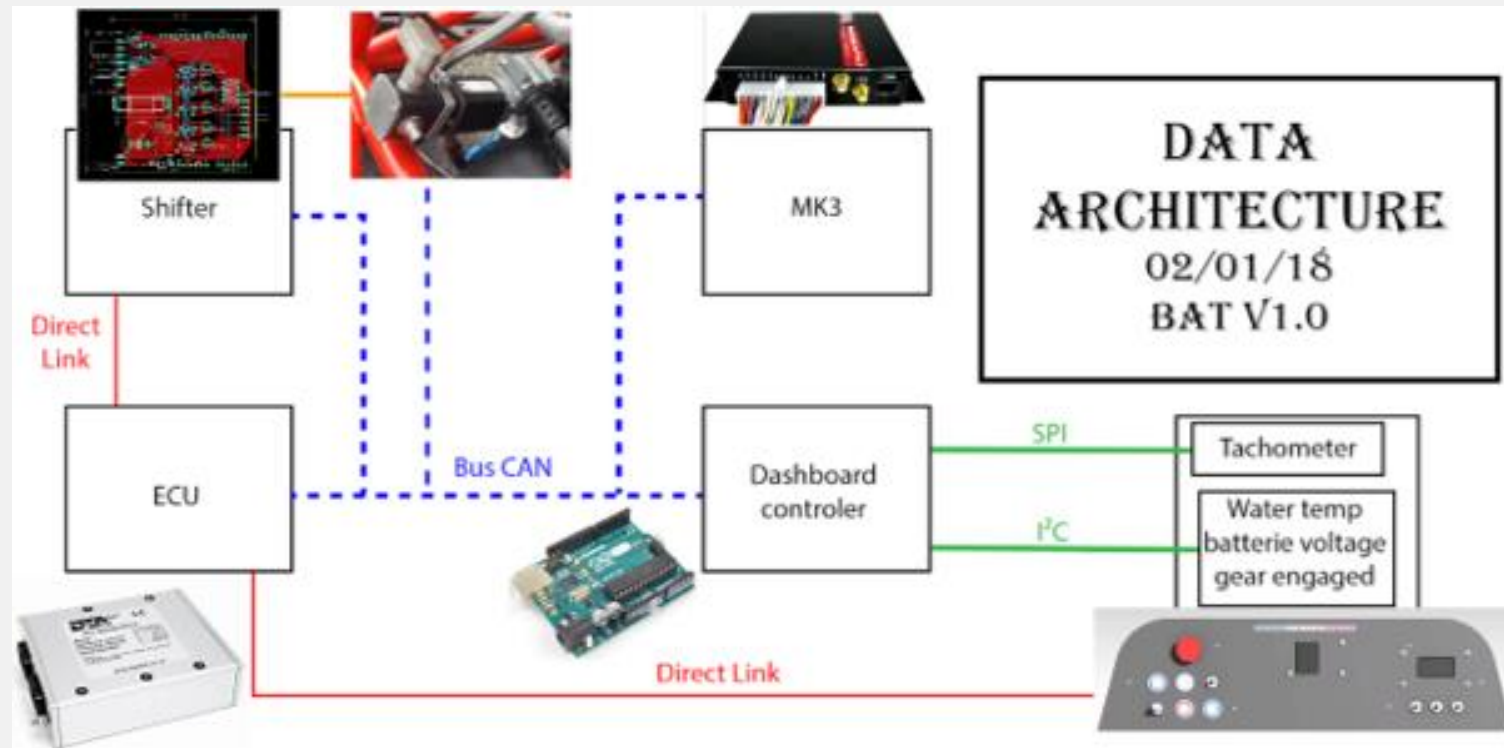 Shifter
MK3
DATA
ARCHITECTURE
02/01/18
BAT V1.0
Direct
Link
ECU
Bus CAN
Dashboard
controler
SPI
I²C
Tachometer
Water temp
batterie voltage
gear engaged
Direct Link